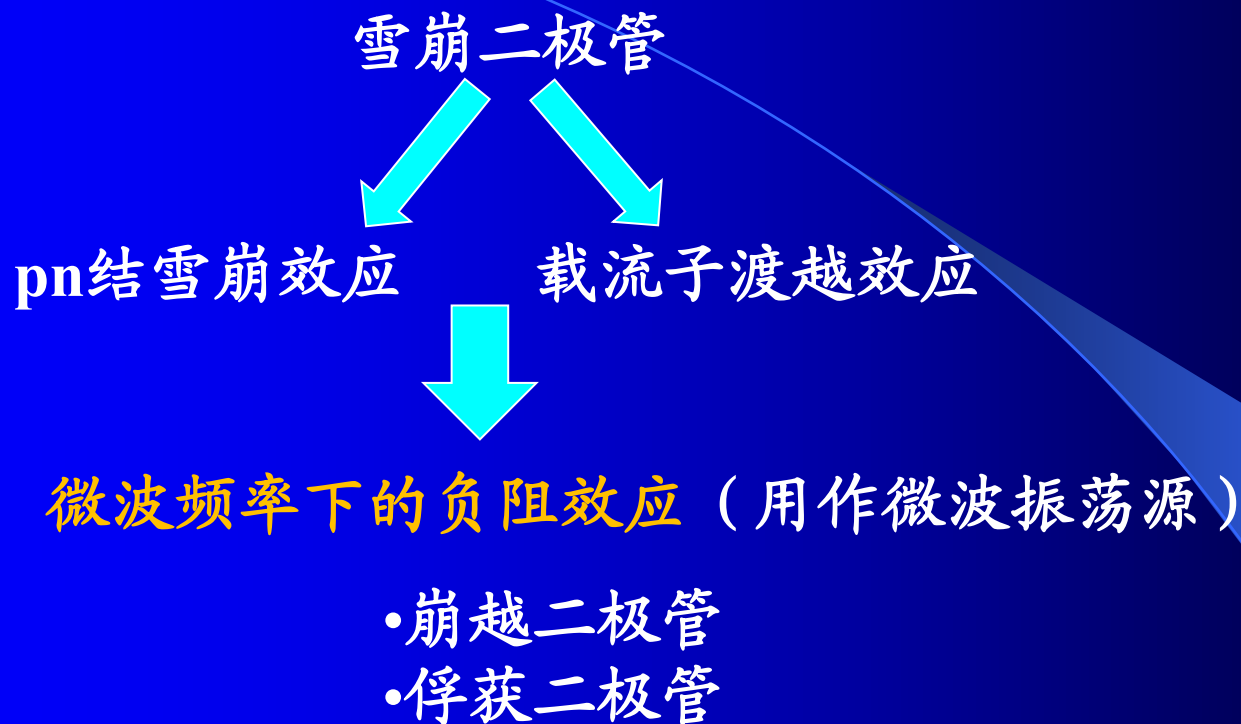 雪崩二极管
pn结雪崩效应 载流子渡越效应
微波频率下的负阻效应（用作微波振荡源）
•崩越二极管
•俘获二极管